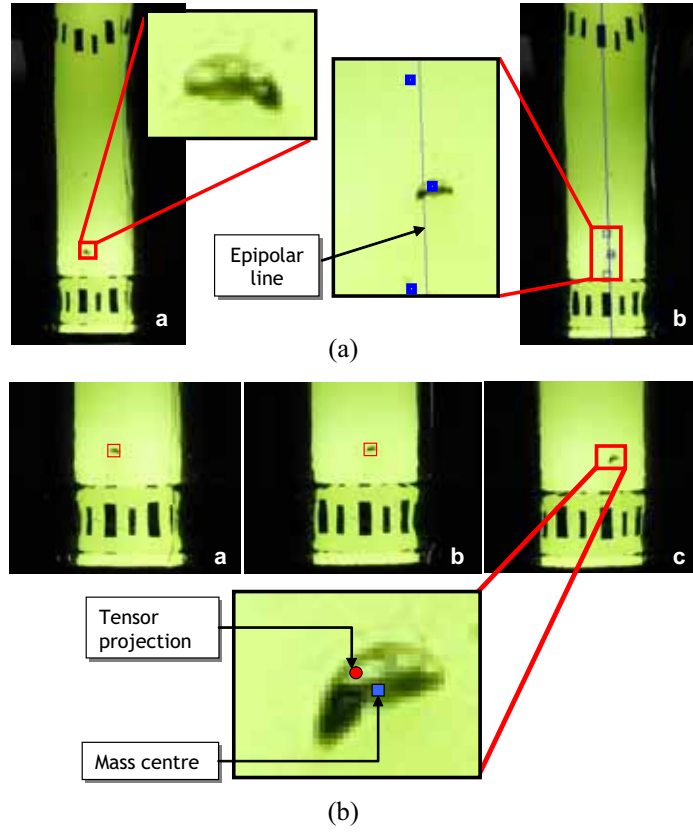 Epipolar
line
a
b
(a)
a
b
c
Tensor
projection
Mass centre
(b)